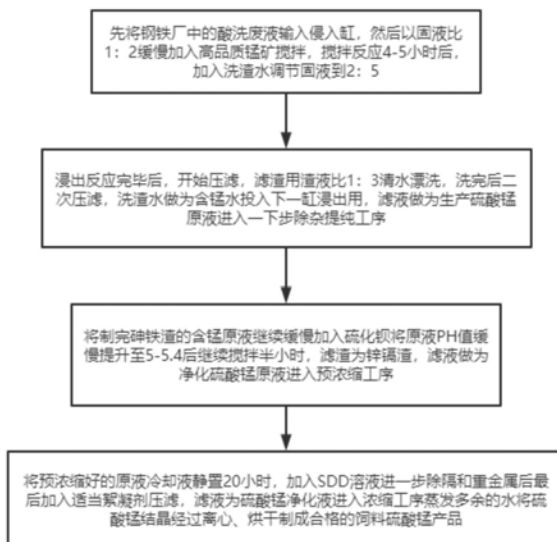 先将钢铁厂中的酸洗废液输入侵入缸，然后以固液比
1：2缓慢加入高品质锰矿搅拌，搅拌反应4-5小时后，
加入洗渣水调节固液到2：5
浸出反应完毕后，开始压滤，滤渣用渣液比1：3清水漂洗，洗完后二
次压滤，洗渣水做为含锰水投入下一缸浸出用，滤液做为生产硫酸锰
原液进入一下步除杂提纯工序
将制完砷铁渣的含锰原液继续缓慢加入硫化钡将原液PH值缓
慢提升至5-5.4后继续搅拌半小时，滤渣为锌镉渣，滤液做为
净化硫酸锰原液进入预浓缩工序
将预浓缩好的原液冷却液静置20小时，加入SDD溶液进一步除隔和重金属后最
后加入适当絮凝剂压滤，滤液为硫酸锰净化液进入浓缩工序蒸发多余的水将硫
酸锰结晶经过离心、烘干制成合格的饲料硫酸锰产品